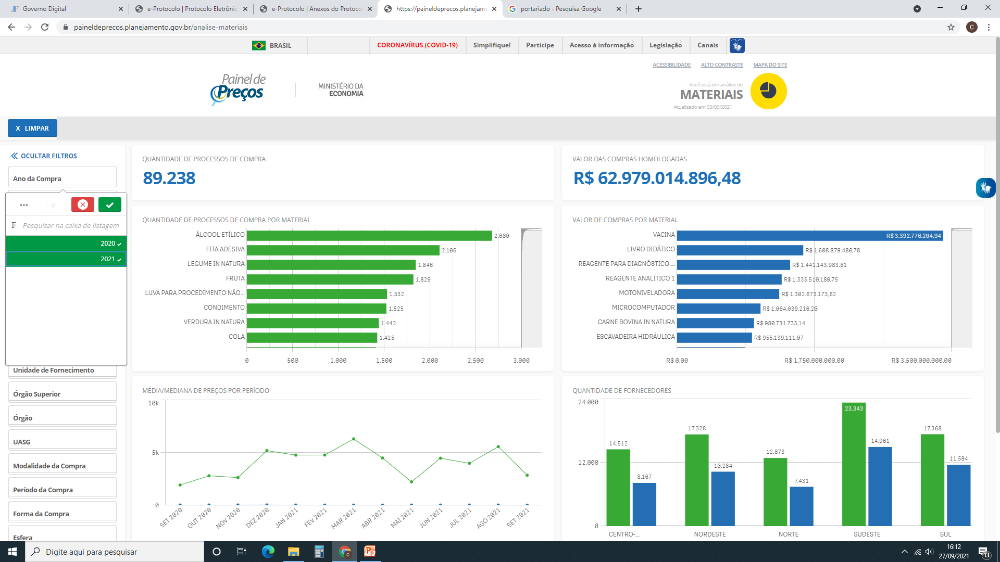 Governo Digital
e-Protocolo | Protocolo Eletrônic
e-Protocolo | Anexos do Protoco
https://paineldeprecos.planejame
portariado - Pesquisa Google
paineldeprecos.planejamento.gov.br/analise-materiais
C
BRASIL
CORONAVÍRUS (COVID-19)
Simplifique!
Participe
Acesso à informação
Legislação
Canais
ACESSIBILIDADE
ALTO CONTRASTE
MAPA DO SITE
Painel de
Preços
MINISTÉRIO DA
ECONOMIA
Você está em análise de
MATERIAIS
Atualizado em 03/09/2021
X LIMPAR
OCULTAR FILTROS
Ano da Compra
F Pesquisar na caixa de listagem
2020
2021
Unidade de Fornecimento
Órgão Superior
Órgão
UASG
Modalidade da Compra
Período da Compra
Forma da Compra
Esfera
QUANTIDADE DE PROCESSOS DE COMPRA
89.238
VALOR DAS COMPRAS HOMOLOGADAS
R$ 62.979.014.896,48
QUANTIDADE DE PROCESSOS DE COMPRA POR MATERIAL
ÁLCOOL ETÍLICO 2.680
FITA ADESIVA 2.106
LEGUME IN NATURA 1.846
FRUTA 1.820
LUVA PARA PROCEDIMENTO NÃO... 1.532
CONDIMENTO 1.525
VERDURA IN NATURA 1.442
COLA 1.425
0 500 1.000 1.500 2.000 2.500 3.000
VALOR DE COMPRAS POR MATERIAL
VACINA R$ 3.392.776.204,94
LIVRO DIDÁTICO R$ 1.608.879.480,78
REAGENTE PARA DIAGNÓSTICO ... R$ 1.441.143.983,81
REAGENTE ANALÍTICO 1 R$ 1.333.510.180,75
MOTONIVELADORA R$ 1.302.673.173,62
MICROCOMPUTADOR R$ 1.064.039.216,20
CARNE BOVINA IN NATURA R$ 980.731.733,14
ESCAVADEIRA HIDRÁULICA R$ 955.139.111,07
R$ 0,00 R$ 1.750.000.000,00 R$ 3.500.000.000,00
MÉDIA/MEDIANA DE PREÇOS POR PERÍODO
10k
5k
0
SET 2020 OUT 2020 NOV 2020 DEZ 2020 JAN 2021 FEV 2021 MAR 2021 ABR 2021 MAI 2021 JUN 2021 JUL 2021 AGO 2021 SET 2021
QUANTIDADE DE FORNECEDORES
24.000
12.000
0
14.512 8.167
17.328 10.284
12.873 7.431
23.343 14.961
17.368 11.594
CENTRO-... NORDESTE NORTE SUDESTE SUL
Digite aqui para pesquisar
C
16:12
27/09/2021
13